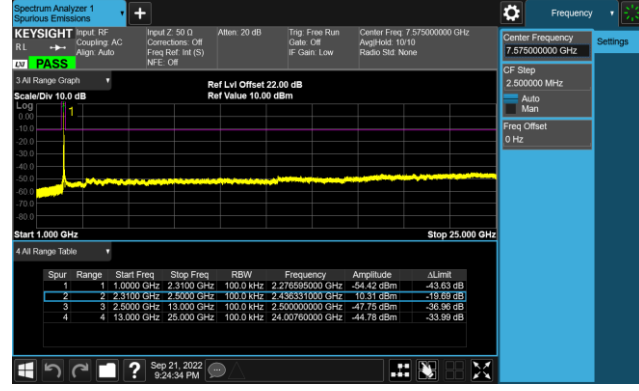 Spectrum Analyzer 1
Spurious Emissions
Frequency
KEYSIGHT
Input: RF
Coupling: AC
Align: Auto
Input Z: 50 Ω
Corrections: Off
Freq Ref: Int (S)
NFE: Off
Atten: 20 dB
Trig: Free Run
Gate: Off
IF Gain: Low
Center Freq: 7.575000000 GHz
Avg|Hold: 10/10
Radio Std: None
R L
LXI
PASS
Center Frequency
7.575000000 GHz
Settings
CF Step
2.500000 MHz
Auto
Man
Freq Offset
0 Hz
3 All Range Graph
Scale/Div 10.0 dB
Ref Lvl Offset 22.00 dB
Ref Value 10.00 dBm
Log
1
0.00
-10.0
-20.0
-30.0
-40.0
-50.0
-60.0
-70.0
-80.0
Start 1.000 GHz
Stop 25.000 GHz
4 All Range Table
Spur Range Start Freq Stop Freq RBW Frequency Amplitude ΔLimit
1 1 1.0000 GHz 2.3100 GHz 100.0 kHz 2.276595000 GHz -54.42 dBm -43.63 dB
2 2 2.3100 GHz 2.5000 GHz 100.0 kHz 2.436331000 GHz 10.31 dBm -19.69 dB
3 3 2.5000 GHz 13.000 GHz 100.0 kHz 2.500000000 GHz -47.75 dBm -36.96 dB
4 4 13.000 GHz 25.000 GHz 100.0 kHz 24.00760000 GHz -44.78 dBm -33.99 dB
?
Sep 21, 2022
9:24:34 PM